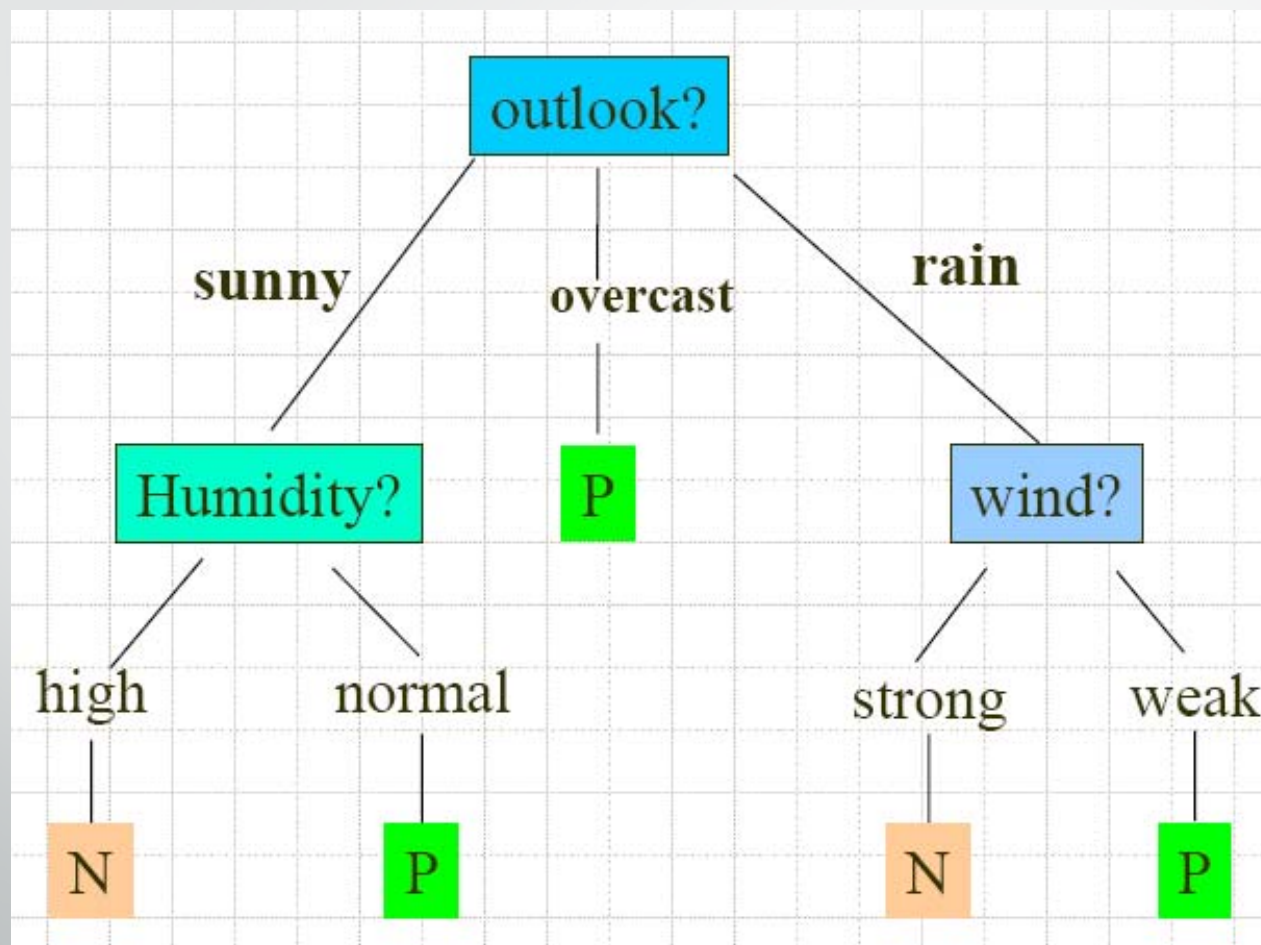 outlook?
sunny
overcast
rain
Humidity?
P
wind?
high
normal
strong
weak
N
P
N
P